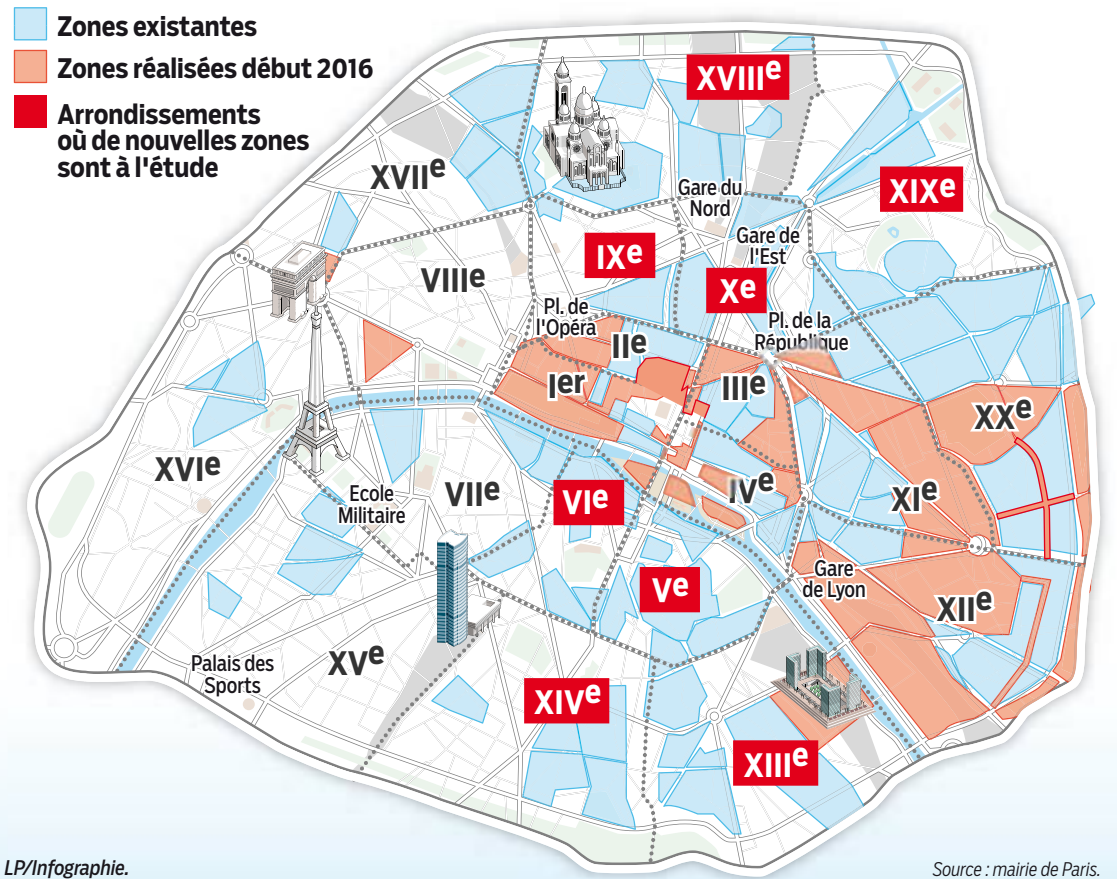 Zones existantes
Zones réalisées début 2016
Arrondissements
où de nouvelles zones
sont à l'étude
XVIIIe
XVIIe
XIXe
Gare du
Nord
Gare de
l'Est
IXe
VIIIe
Xe
Pl. de
l'Opéra
Pl. de la
République
IIe
Ier
IIIe
XXe
XVIe
VIIe
Ecole
Militaire
VIe
IVe
XIe
Ve
Gare
de Lyon
XIIe
XVe
Palais des
Sports
XIVe
XIIIe
LP/Infographie.
Source : mairie de Paris.